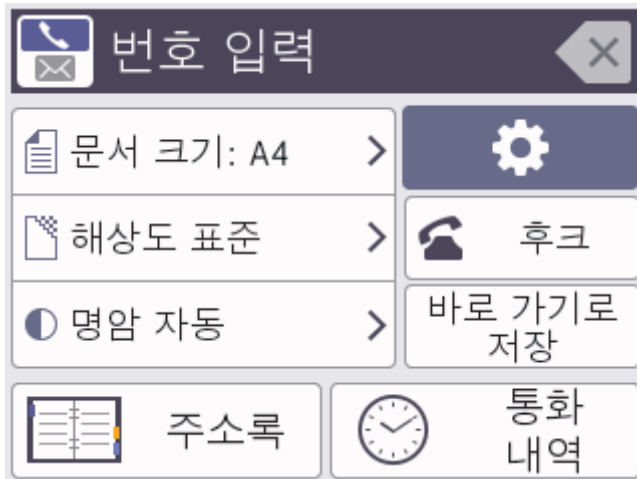 번호 입력
문서 크기: A4
해상도 표준
후크
명암 자동
바로 가기로
저장
주소록
통화
내역